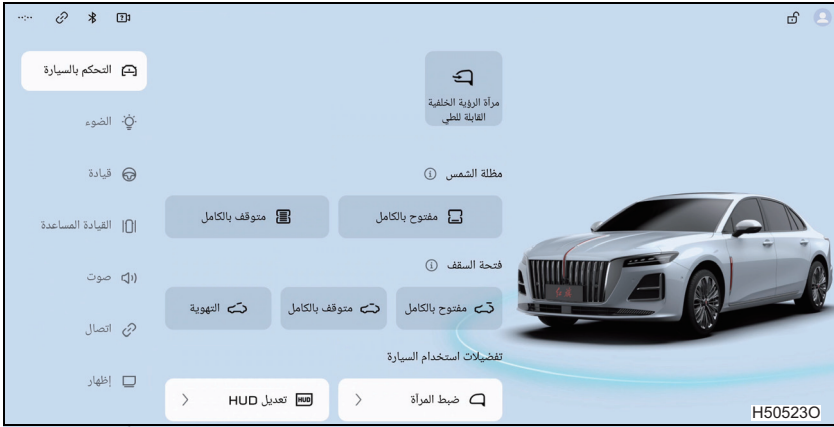 التحكم بالسيارة
الضوء
قيادة
القيادة المساعدة
صوت
اتصال
إظهار
مرآة الرؤية الخلفية
القابلة للطي
مظلة الشمس
مفتوح بالكامل
متوقف بالكامل
فتحة السقف
مفتوح بالكامل
متوقف بالكامل
التهوية
تفضيلات استخدام السيارة
ضبط المرآة
HUD تعديل HUD
H50523O